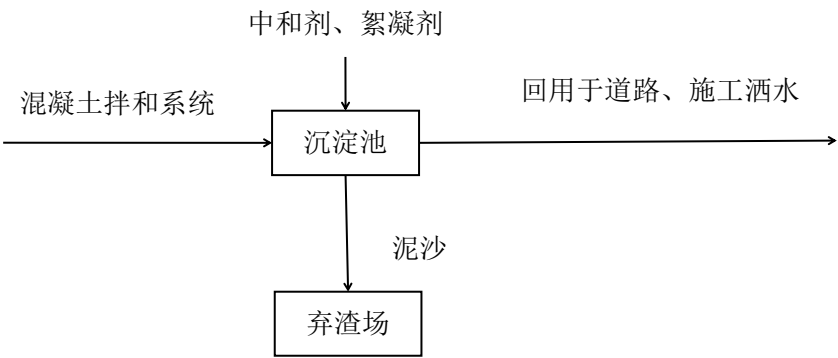 中和剂、絮凝剂
混凝土拌和系统
回用于道路、施工洒水
沉淀池
泥沙
弃渣场